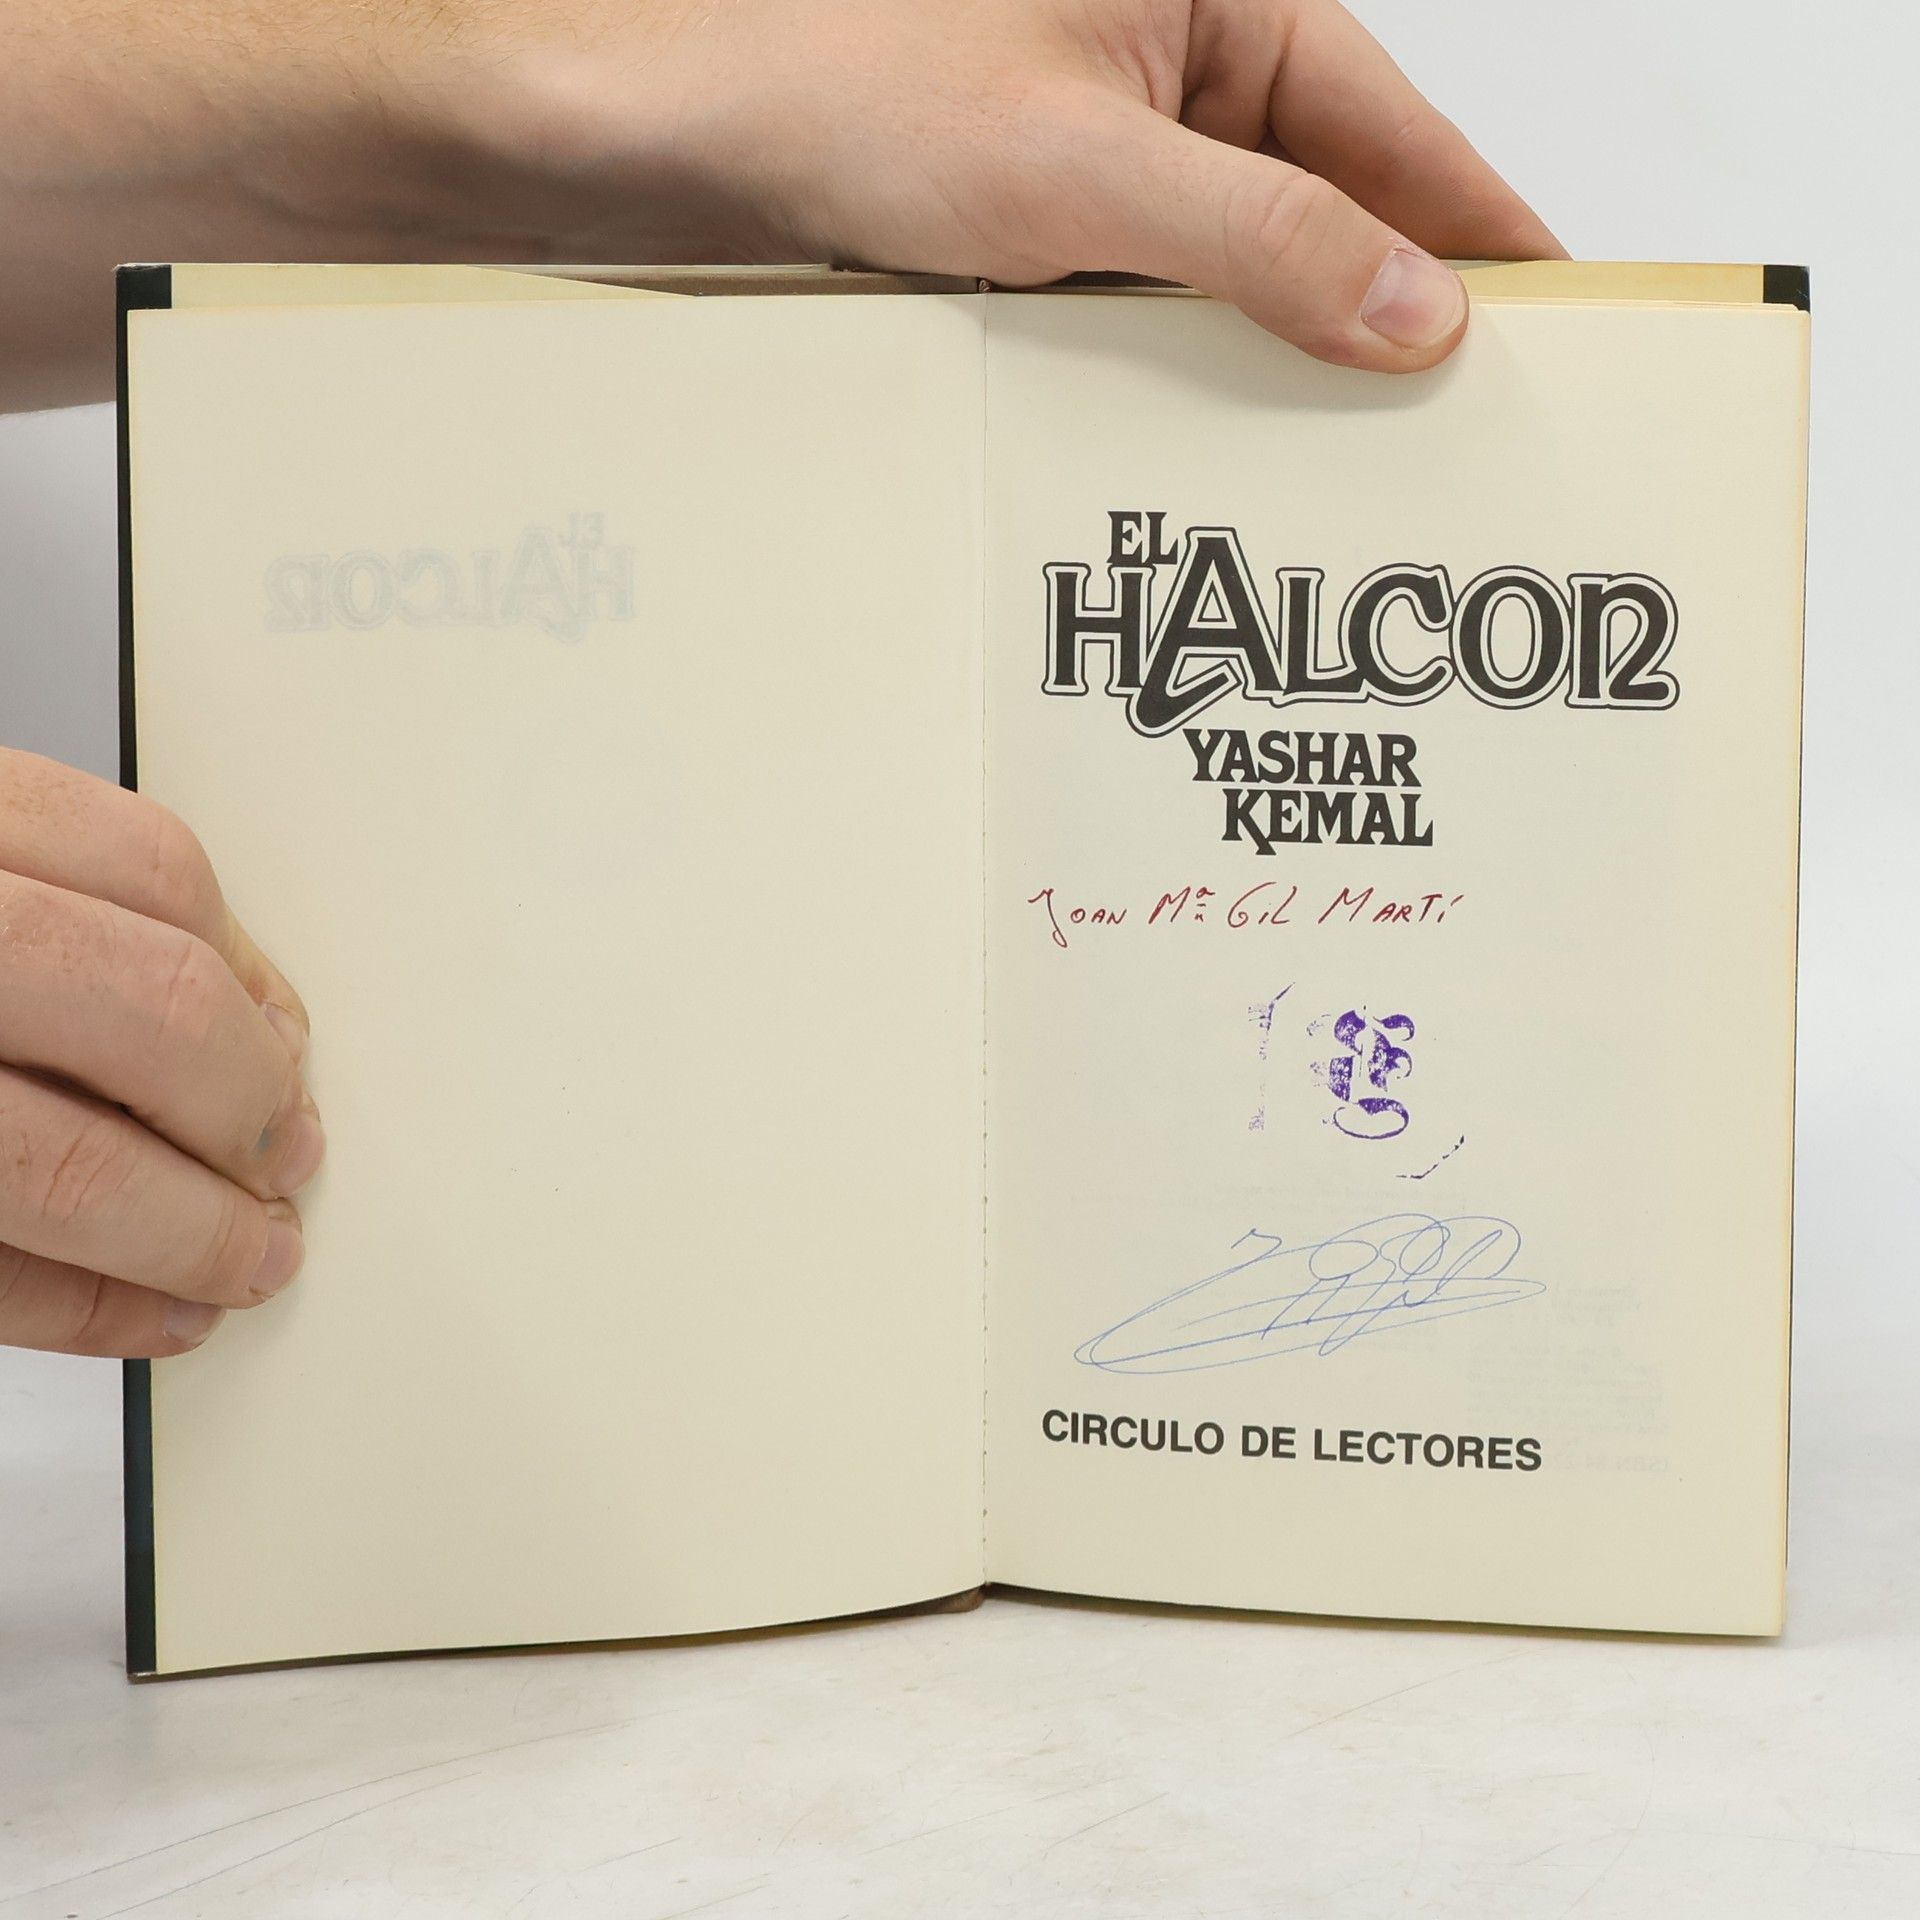 EL
HALCON
YASHAR
KEMAL
Joan Mª Gil Martí
CIRCULO DE LECTORES